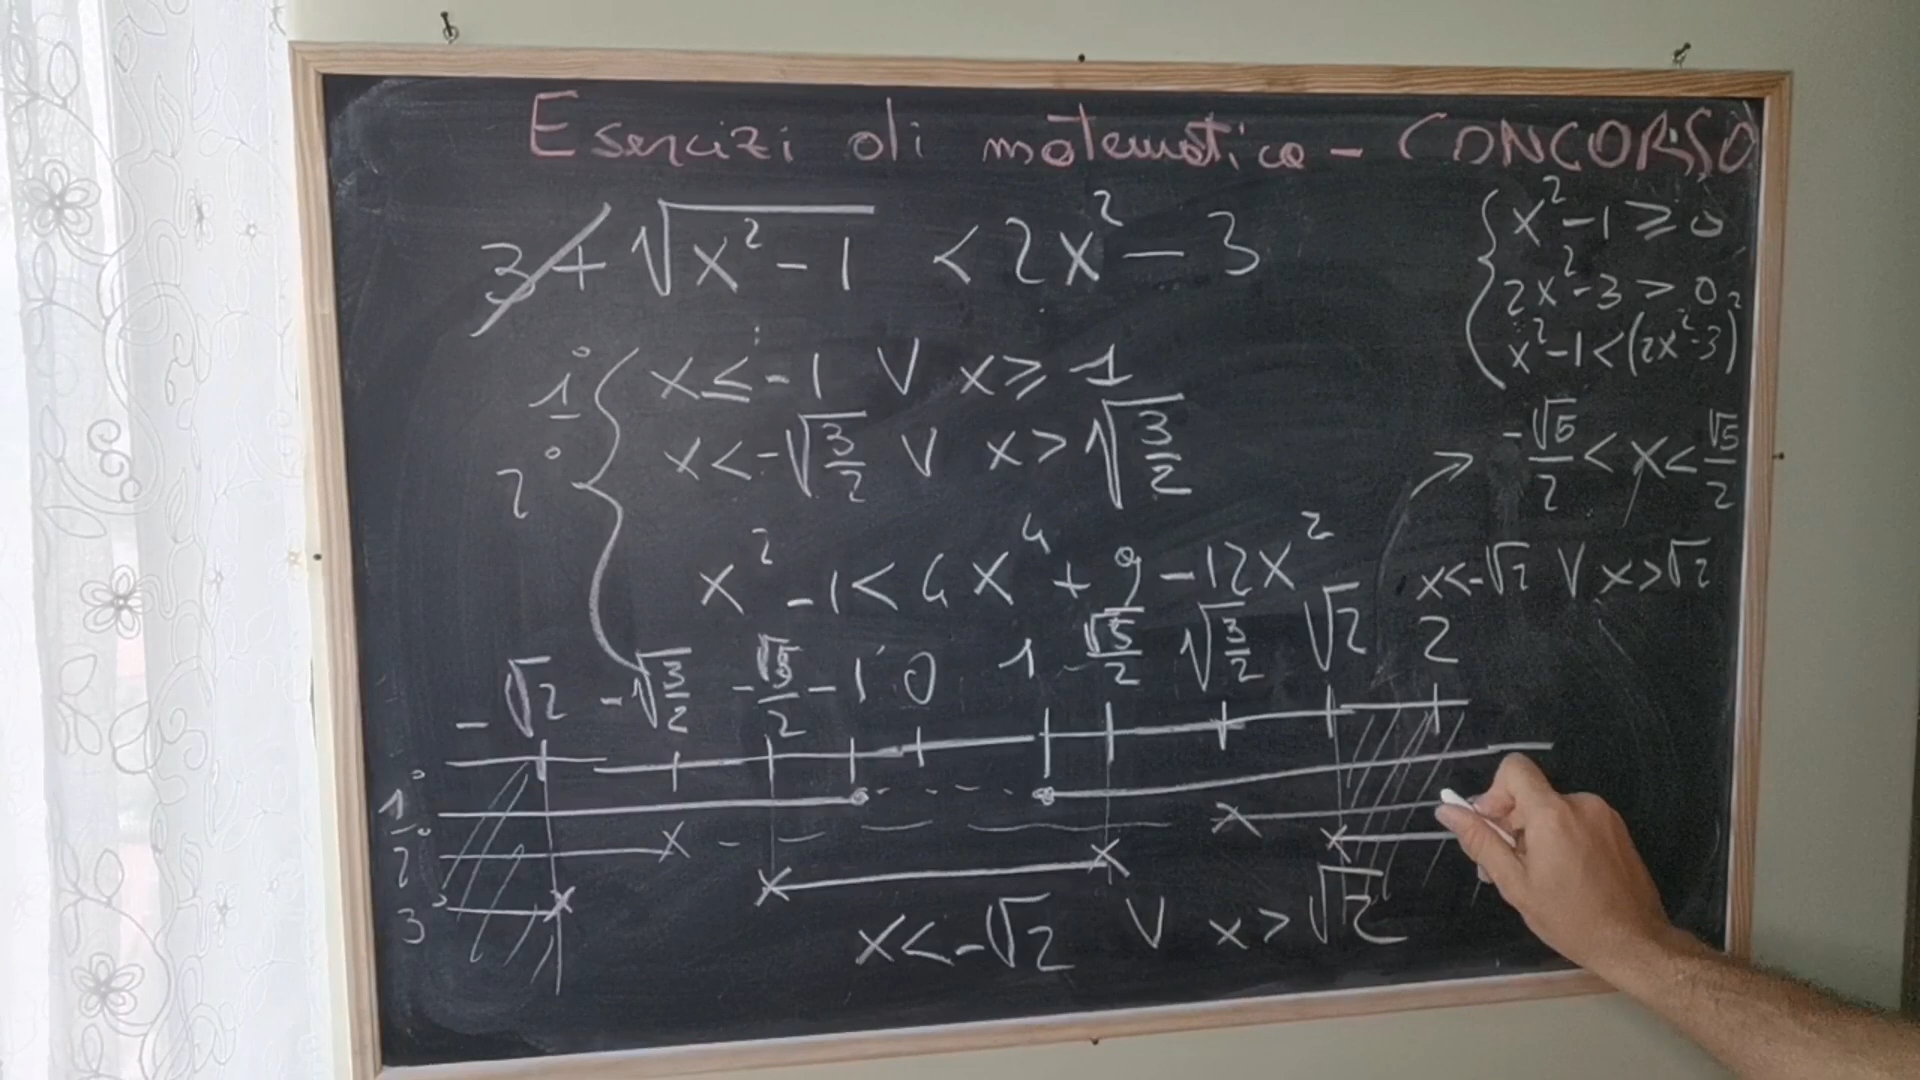 Esercizi di matematica - CONCORSO
3+ √(x²-1) < 2x² - 3
{ x²-1 ≥ 0
2x²-3 > 0
x²-1 < (2x²-3)²
1° { x ≤ -1 V x ≥ 1
2° x < -√(3/2) V x > √(3/2)
-√5/2 < x < √5/2
x² - 1 < 4x⁴ + 9 - 12x²
x < -√2 V x > √2
-√2 -√(3/2) -√5/2 -1 0 1 √5/2 √(3/2) √2 2
1°
2°
3°
x < -√2 V x > √2